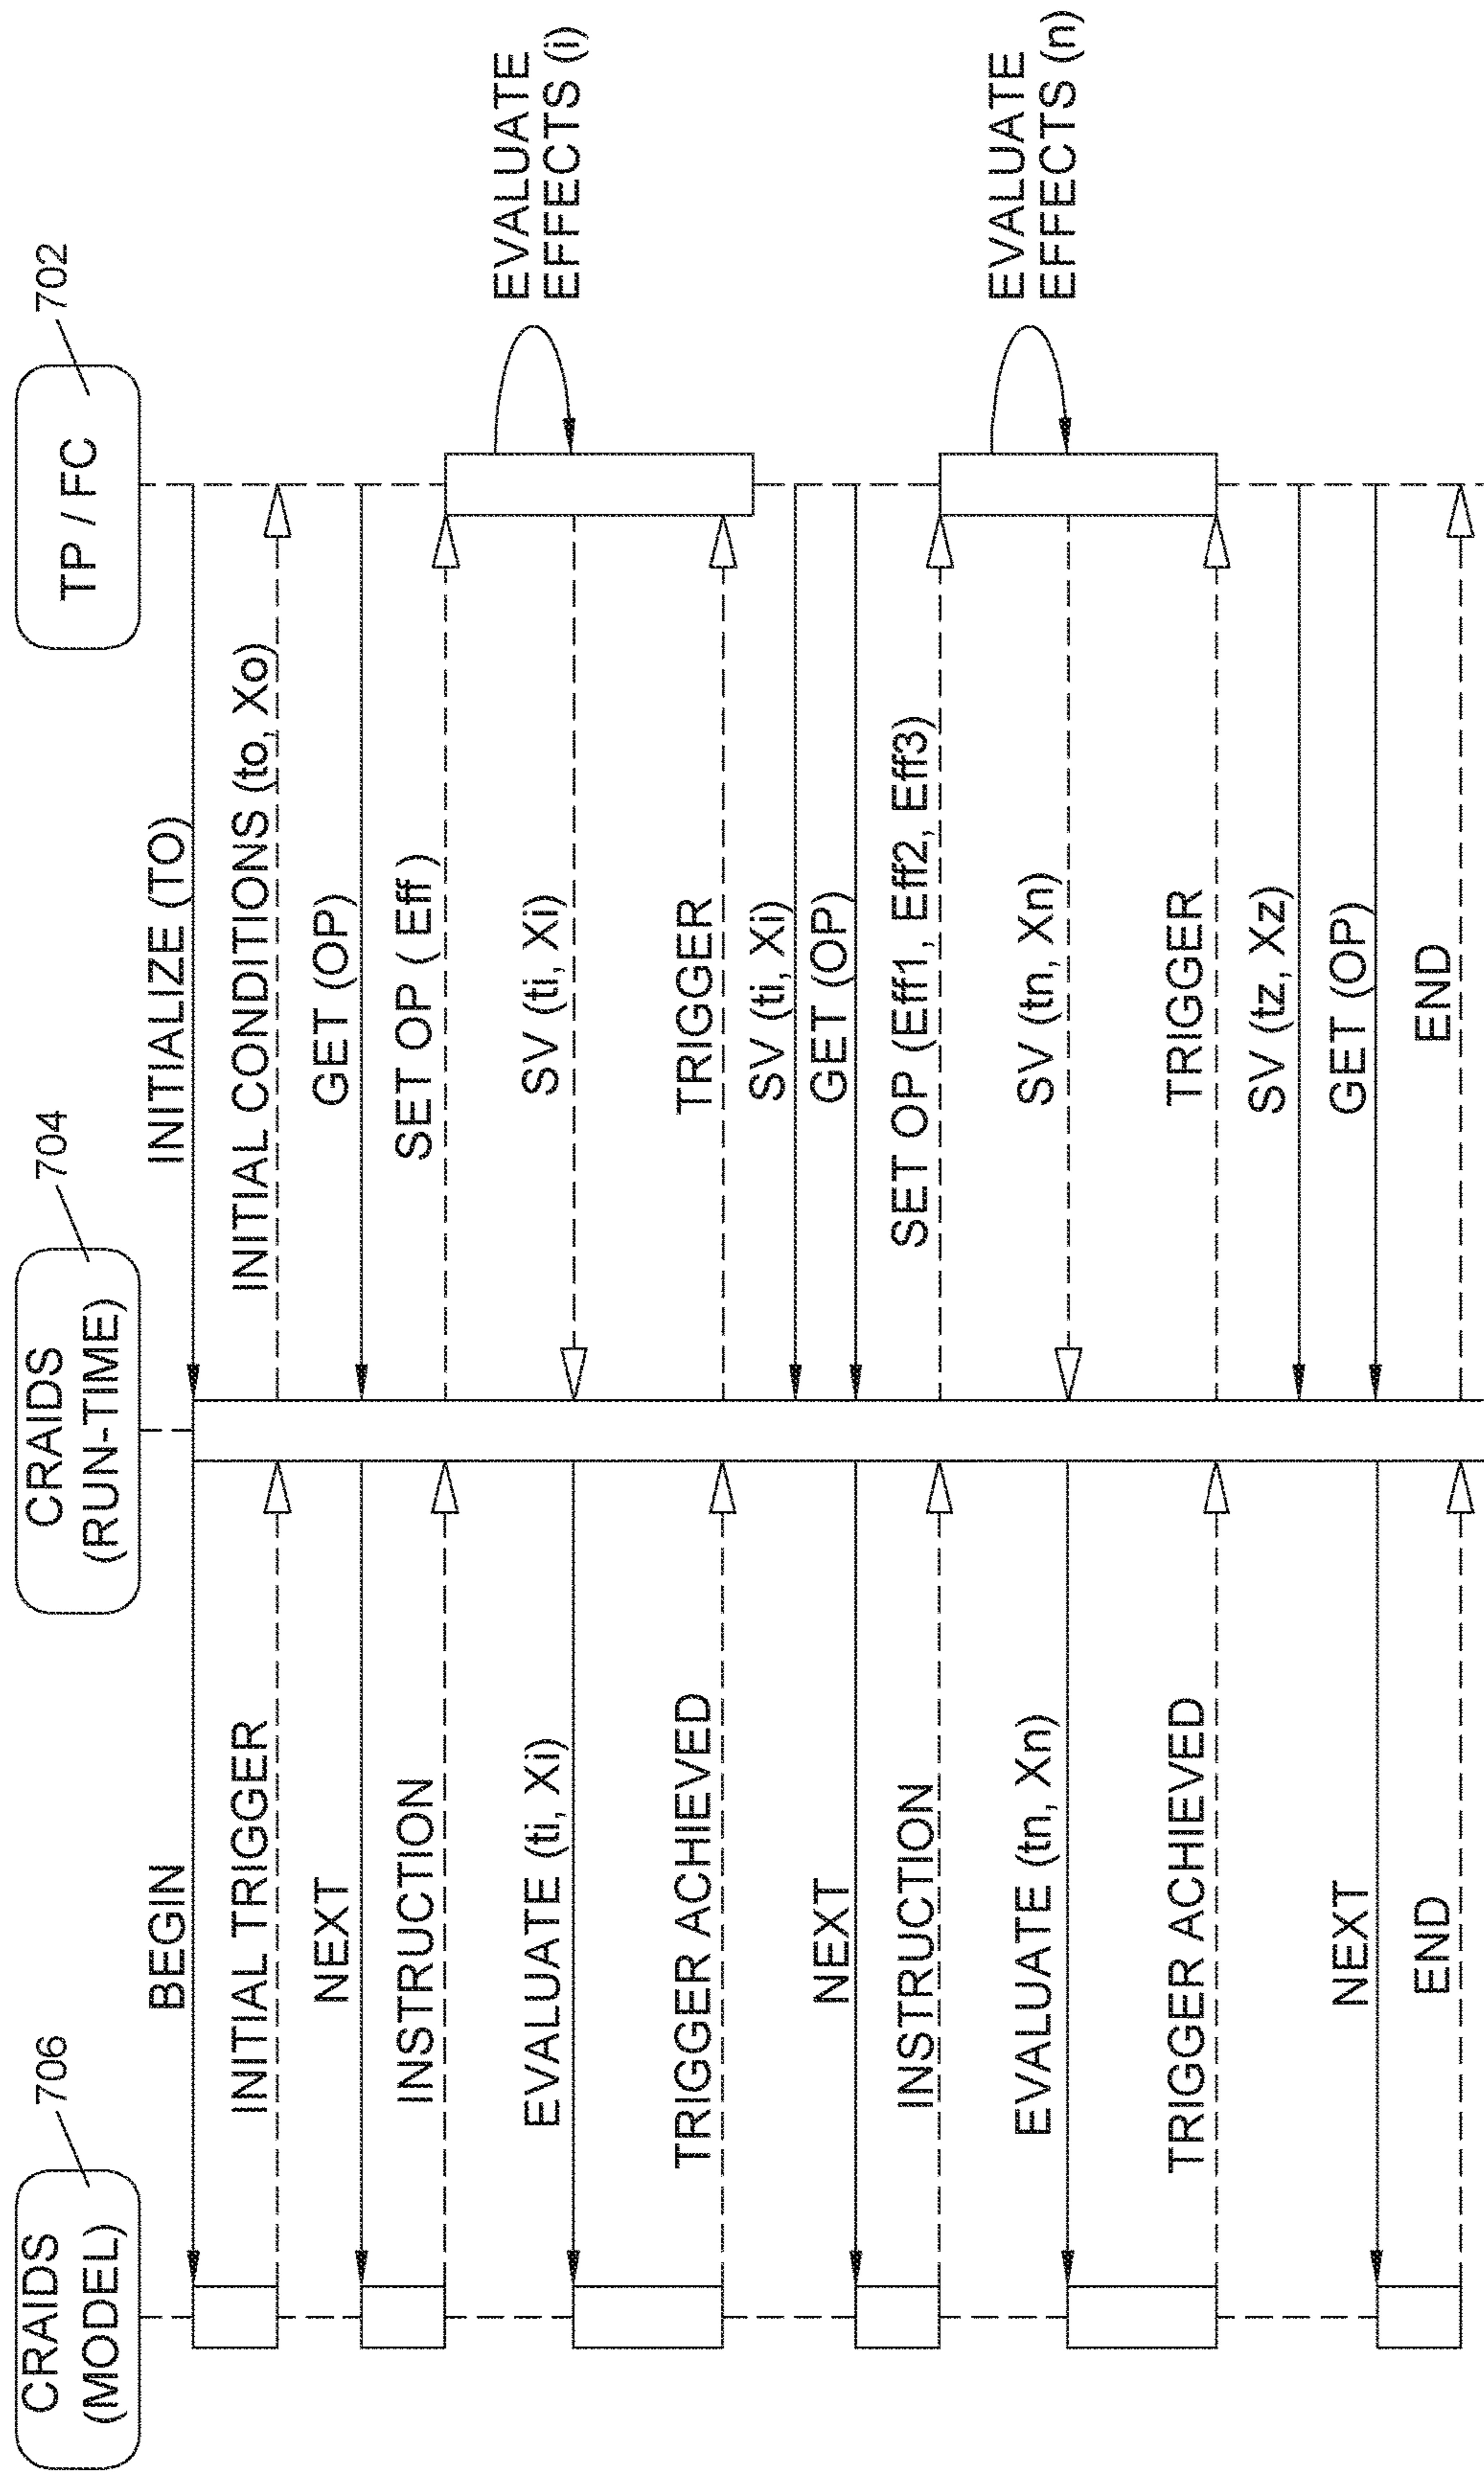 CRAIDS
(MODEL)
706
CRAIDS
(RUN-TIME)
704
TP / FC
702
BEGIN
INITIALIZE (TO)
INITIAL TRIGGER
INITIAL CONDITIONS (to, Xo)
NEXT
GET (OP)
INSTRUCTION
SET OP ( Eff )
EVALUATE
EFFECTS (i)
EVALUATE (ti, Xi)
SV (ti, Xi)
TRIGGER ACHIEVED
TRIGGER
SV (ti, Xi)
NEXT
GET (OP)
INSTRUCTION
SET OP (Eff1, Eff2, Eff3)
EVALUATE
EFFECTS (n)
EVALUATE (tn, Xn)
SV (tn, Xn)
TRIGGER ACHIEVED
TRIGGER
SV (tz, Xz)
NEXT
GET (OP)
END
END